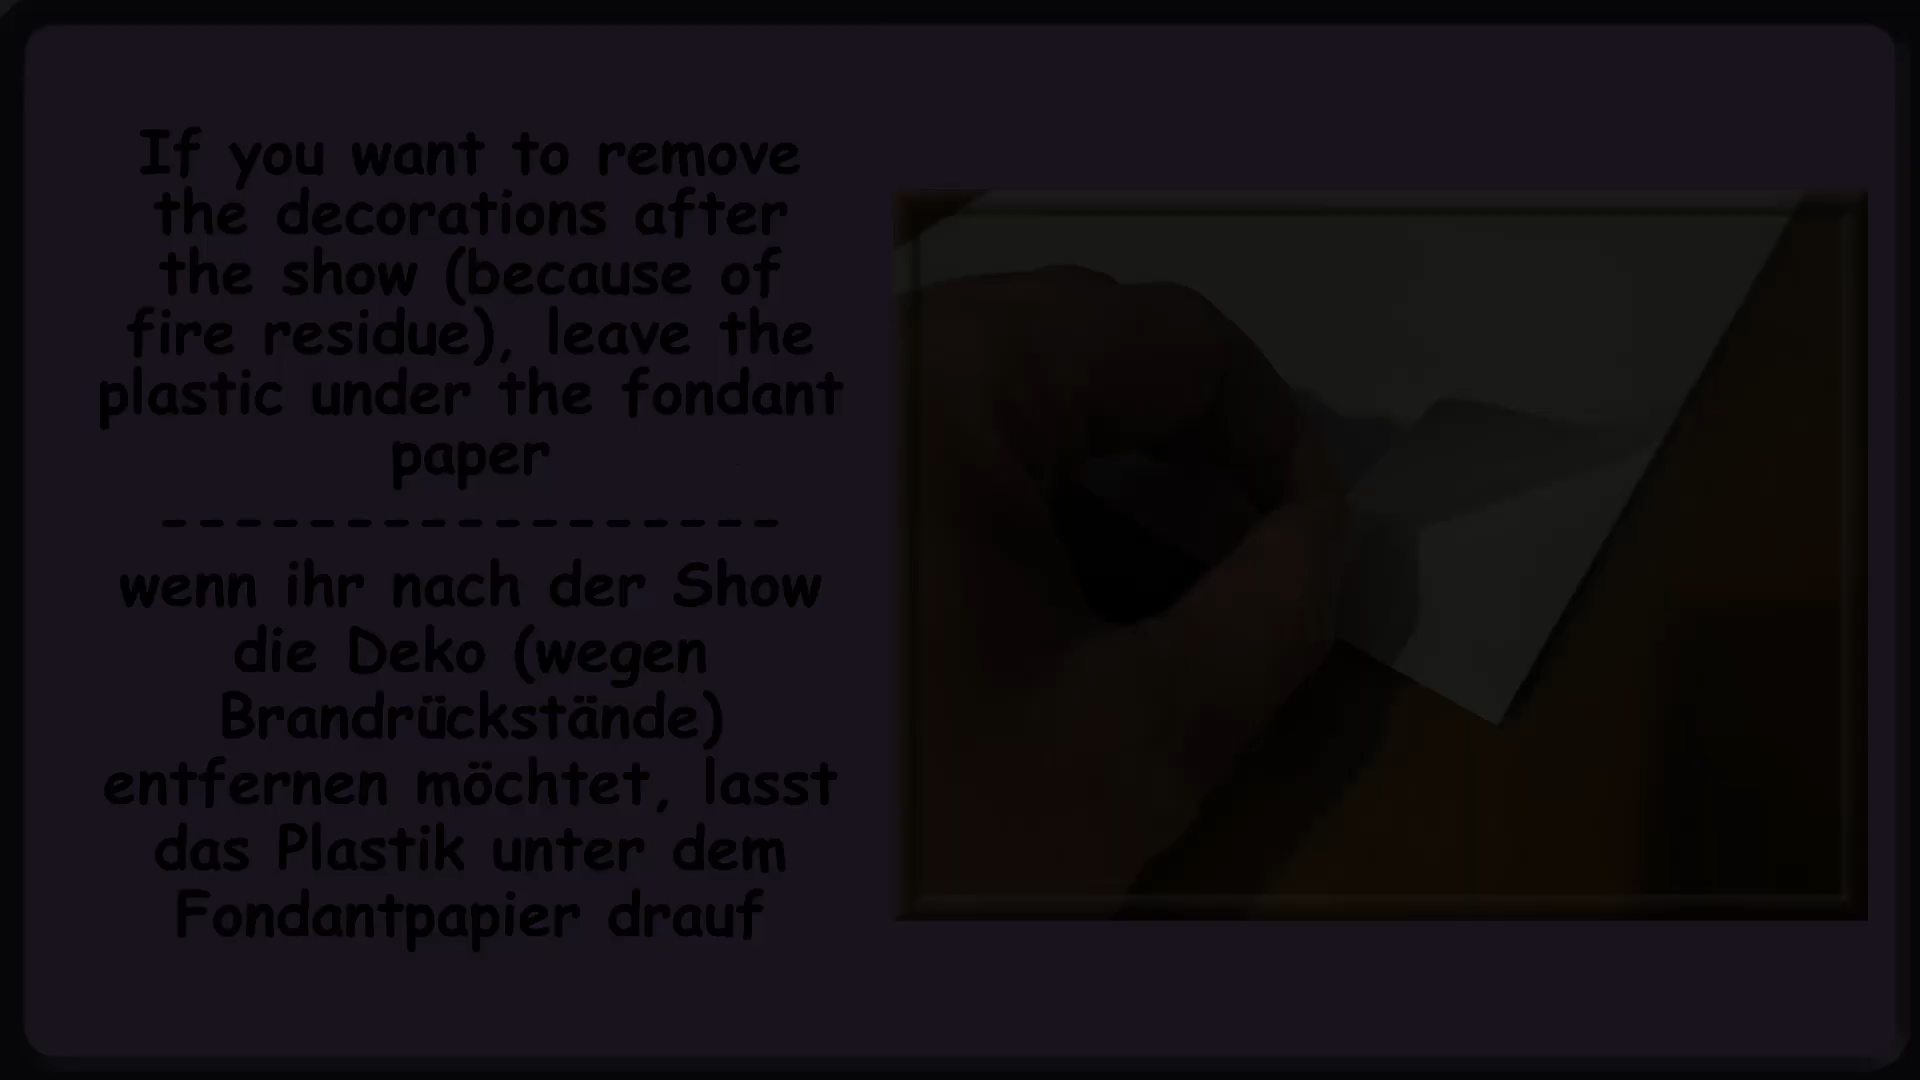 If you want to remove
the decorations after
the show (because of
fire residue), leave the
plastic under the fondant
paper
-----------------
wenn ihr nach der Show
die Deko (wegen
Brandrückstände)
entfernen möchtet, lasst
das Plastik unter dem
Fondantpapier drauf